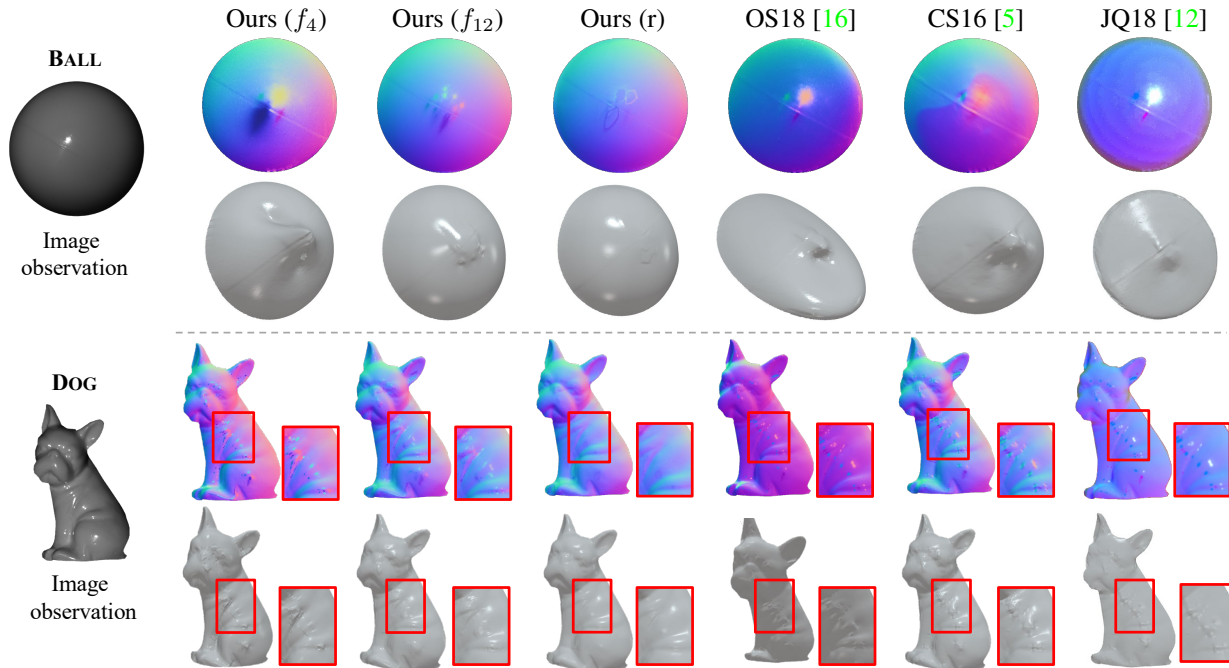 Ours (f₄) Ours (f₁₂) Ours (r) OS18 [16] CS16 [5] JQ18 [12]
BALL
Image
observation
DOG
Image
observation